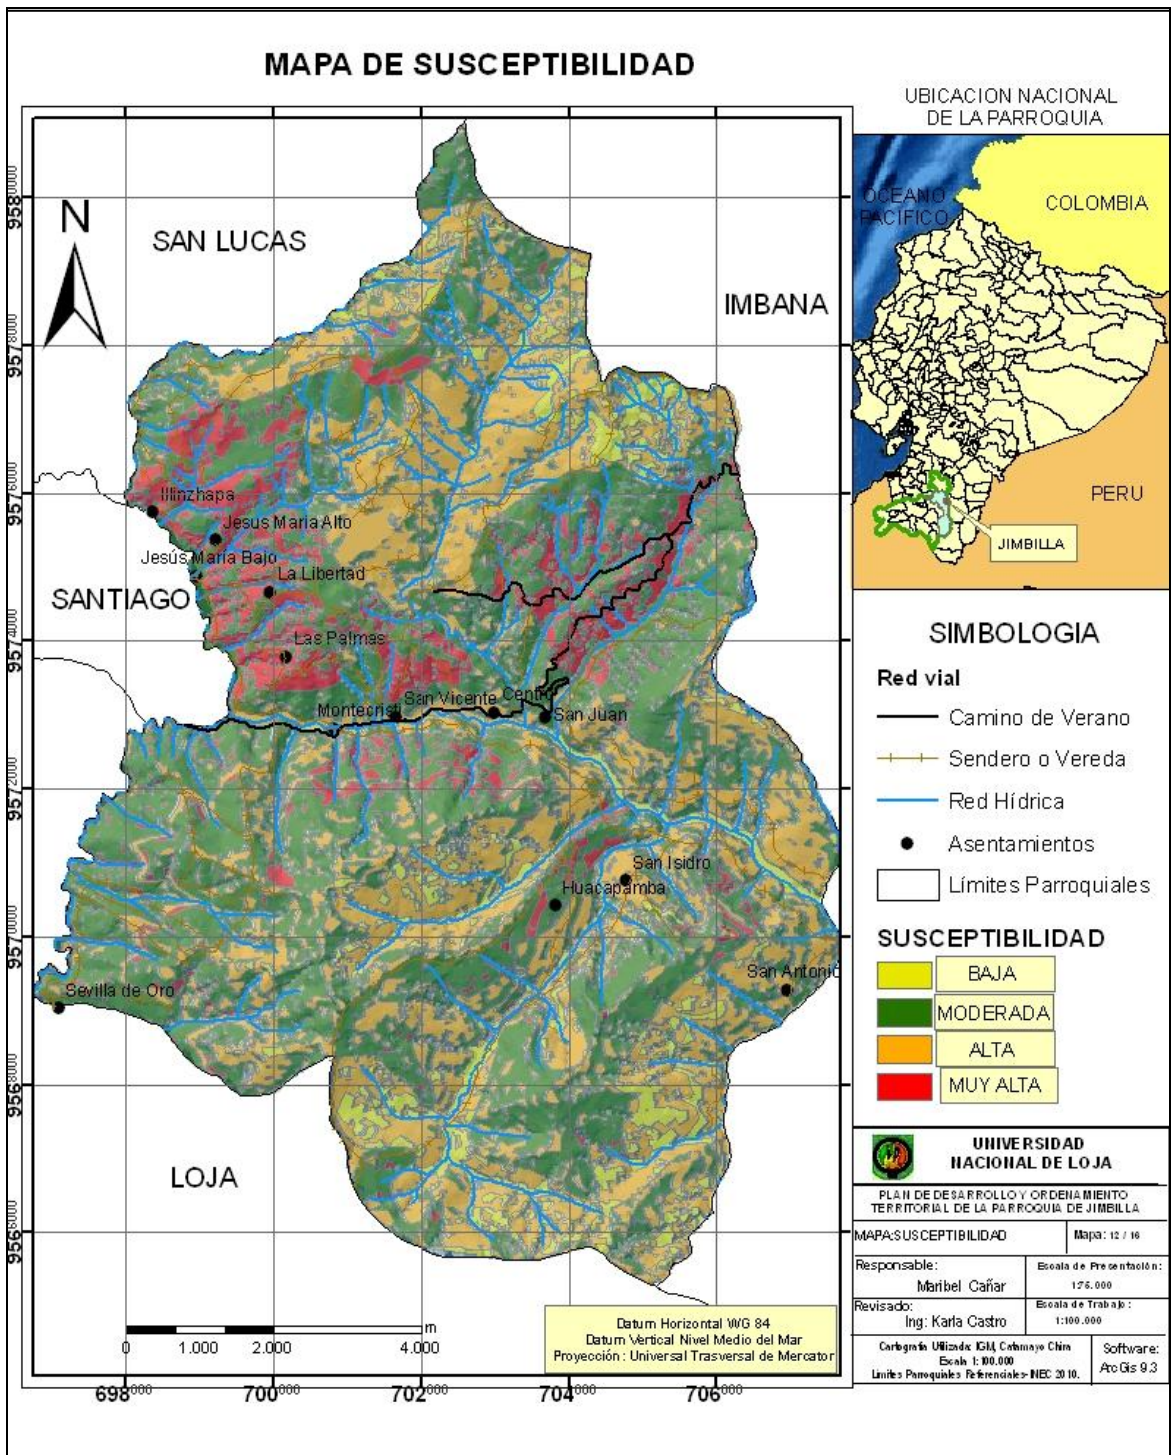 MAPA DE SUSCEPTIBILIDAD
UBICACION NACIONAL
DE LA PARROQUIA
OCEANO
PACIFICO
COLOMBIA
PERU
JIMBILLA
N
SAN LUCAS
IMBANA
SANTIAGO
LOJA
Illinzhapa
Jesus Maria Alto
Jesús María Bajo
La Libertad
Las Palmas
Montecristi
San Vicente
Centro
San Juan
San Isidro
Huacapamba
San Antonio
Sevilla de Oro
9580000
9578000
9576000
9574000
9572000
9570000
9568000
9566000
698000
700000
702000
704000
706000
0 1.000 2.000 4.000 m
Datum Horizontal WG 84
Datum Vertical Nivel Medio del Mar
Proyección : Universal Trasversal de Mercator
SIMBOLOGIA
Red vial
Camino de Verano
Sendero o Vereda
Red Hídrica
Asentamientos
Límites Parroquiales
SUSCEPTIBILIDAD
BAJA
MODERADA
ALTA
MUY ALTA
UNIVERSIDAD
NACIONAL DE LOJA
PLAN DE DESARROLLO Y ORDENAMIENTO
TERRITORIAL DE LA PARROQUIA DE JIMBILLA
MAPA:SUSCEPTIBILIDAD
Mapa: 12 / 16
Responsable:
Maribel Cañar
Escala de Presentación:
1:75.000
Revisado:
Ing: Karla Castro
Escala de Trabajo:
1:100.000
Cartografía Utilizada: IGM, Catamayo Chira
Escala 1:100.000
Limites Parroquiales Referenciales-INEC 2010.
Software:
ArcGis 9.3